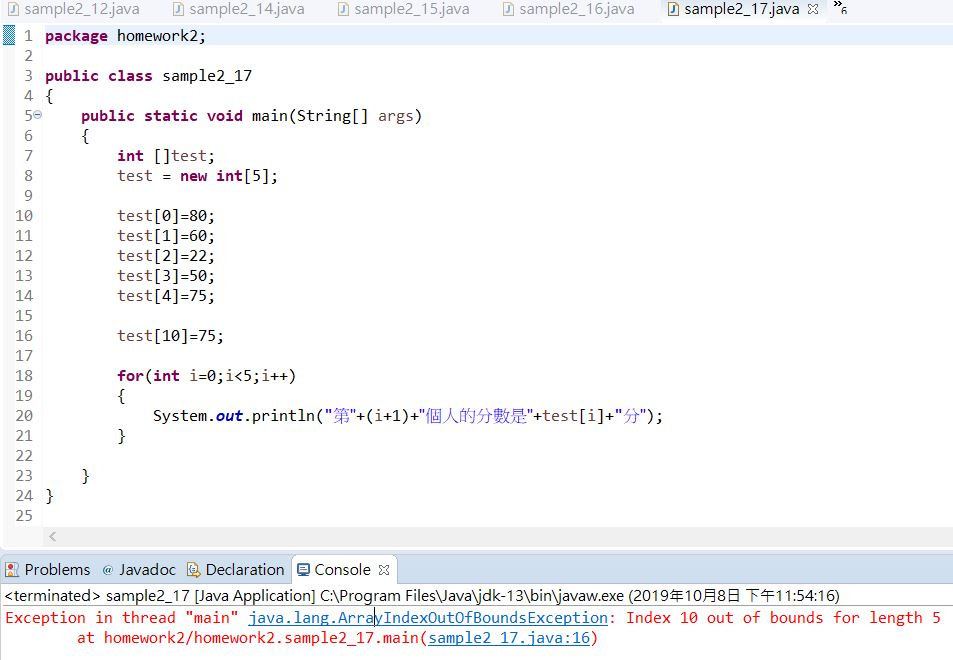 sample2_12.java sample2_14.java sample2_15.java sample2_16.java sample2_17.java »6
1 package homework2;
2
3 public class sample2_17
4 {
5 public static void main(String[] args)
6 {
7 int []test;
8 test = new int[5];
9
10 test[0]=80;
11 test[1]=60;
12 test[2]=22;
13 test[3]=50;
14 test[4]=75;
15
16 test[10]=75;
17
18 for(int i=0;i<5;i++)
19 {
20 System.out.println("第"+(i+1)+"個人的分數是"+test[i]+"分");
21 }
22
23 }
24 }
25
Problems @ Javadoc Declaration Console
<terminated> sample2_17 [Java Application] C:\Program Files\Java\jdk-13\bin\javaw.exe (2019年10月8日 下午11:54:16)
Exception in thread "main" java.lang.ArrayIndexOutOfBoundsException: Index 10 out of bounds for length 5
at homework2/homework2.sample2_17.main(sample2_17.java:16)